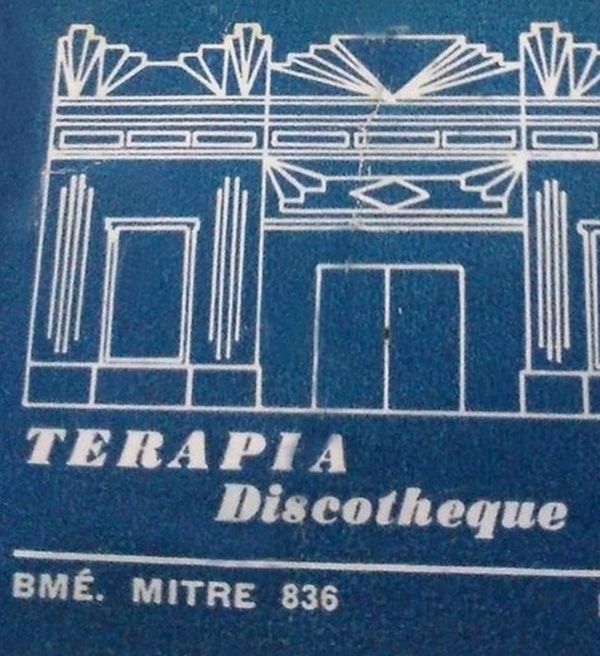 TERAPIA
Discotheque
BMÉ. MITRE 836